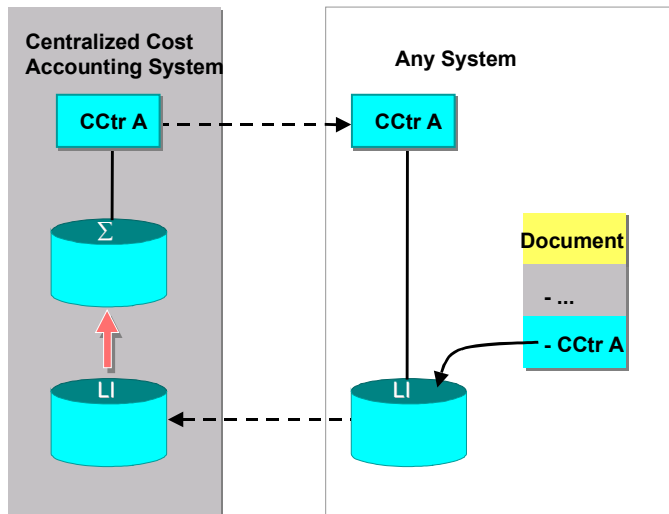 Centralized Cost
Accounting System
Any System
CCtr A
CCtr A
Σ
Document
- ...
- CCtr A
LI
LI